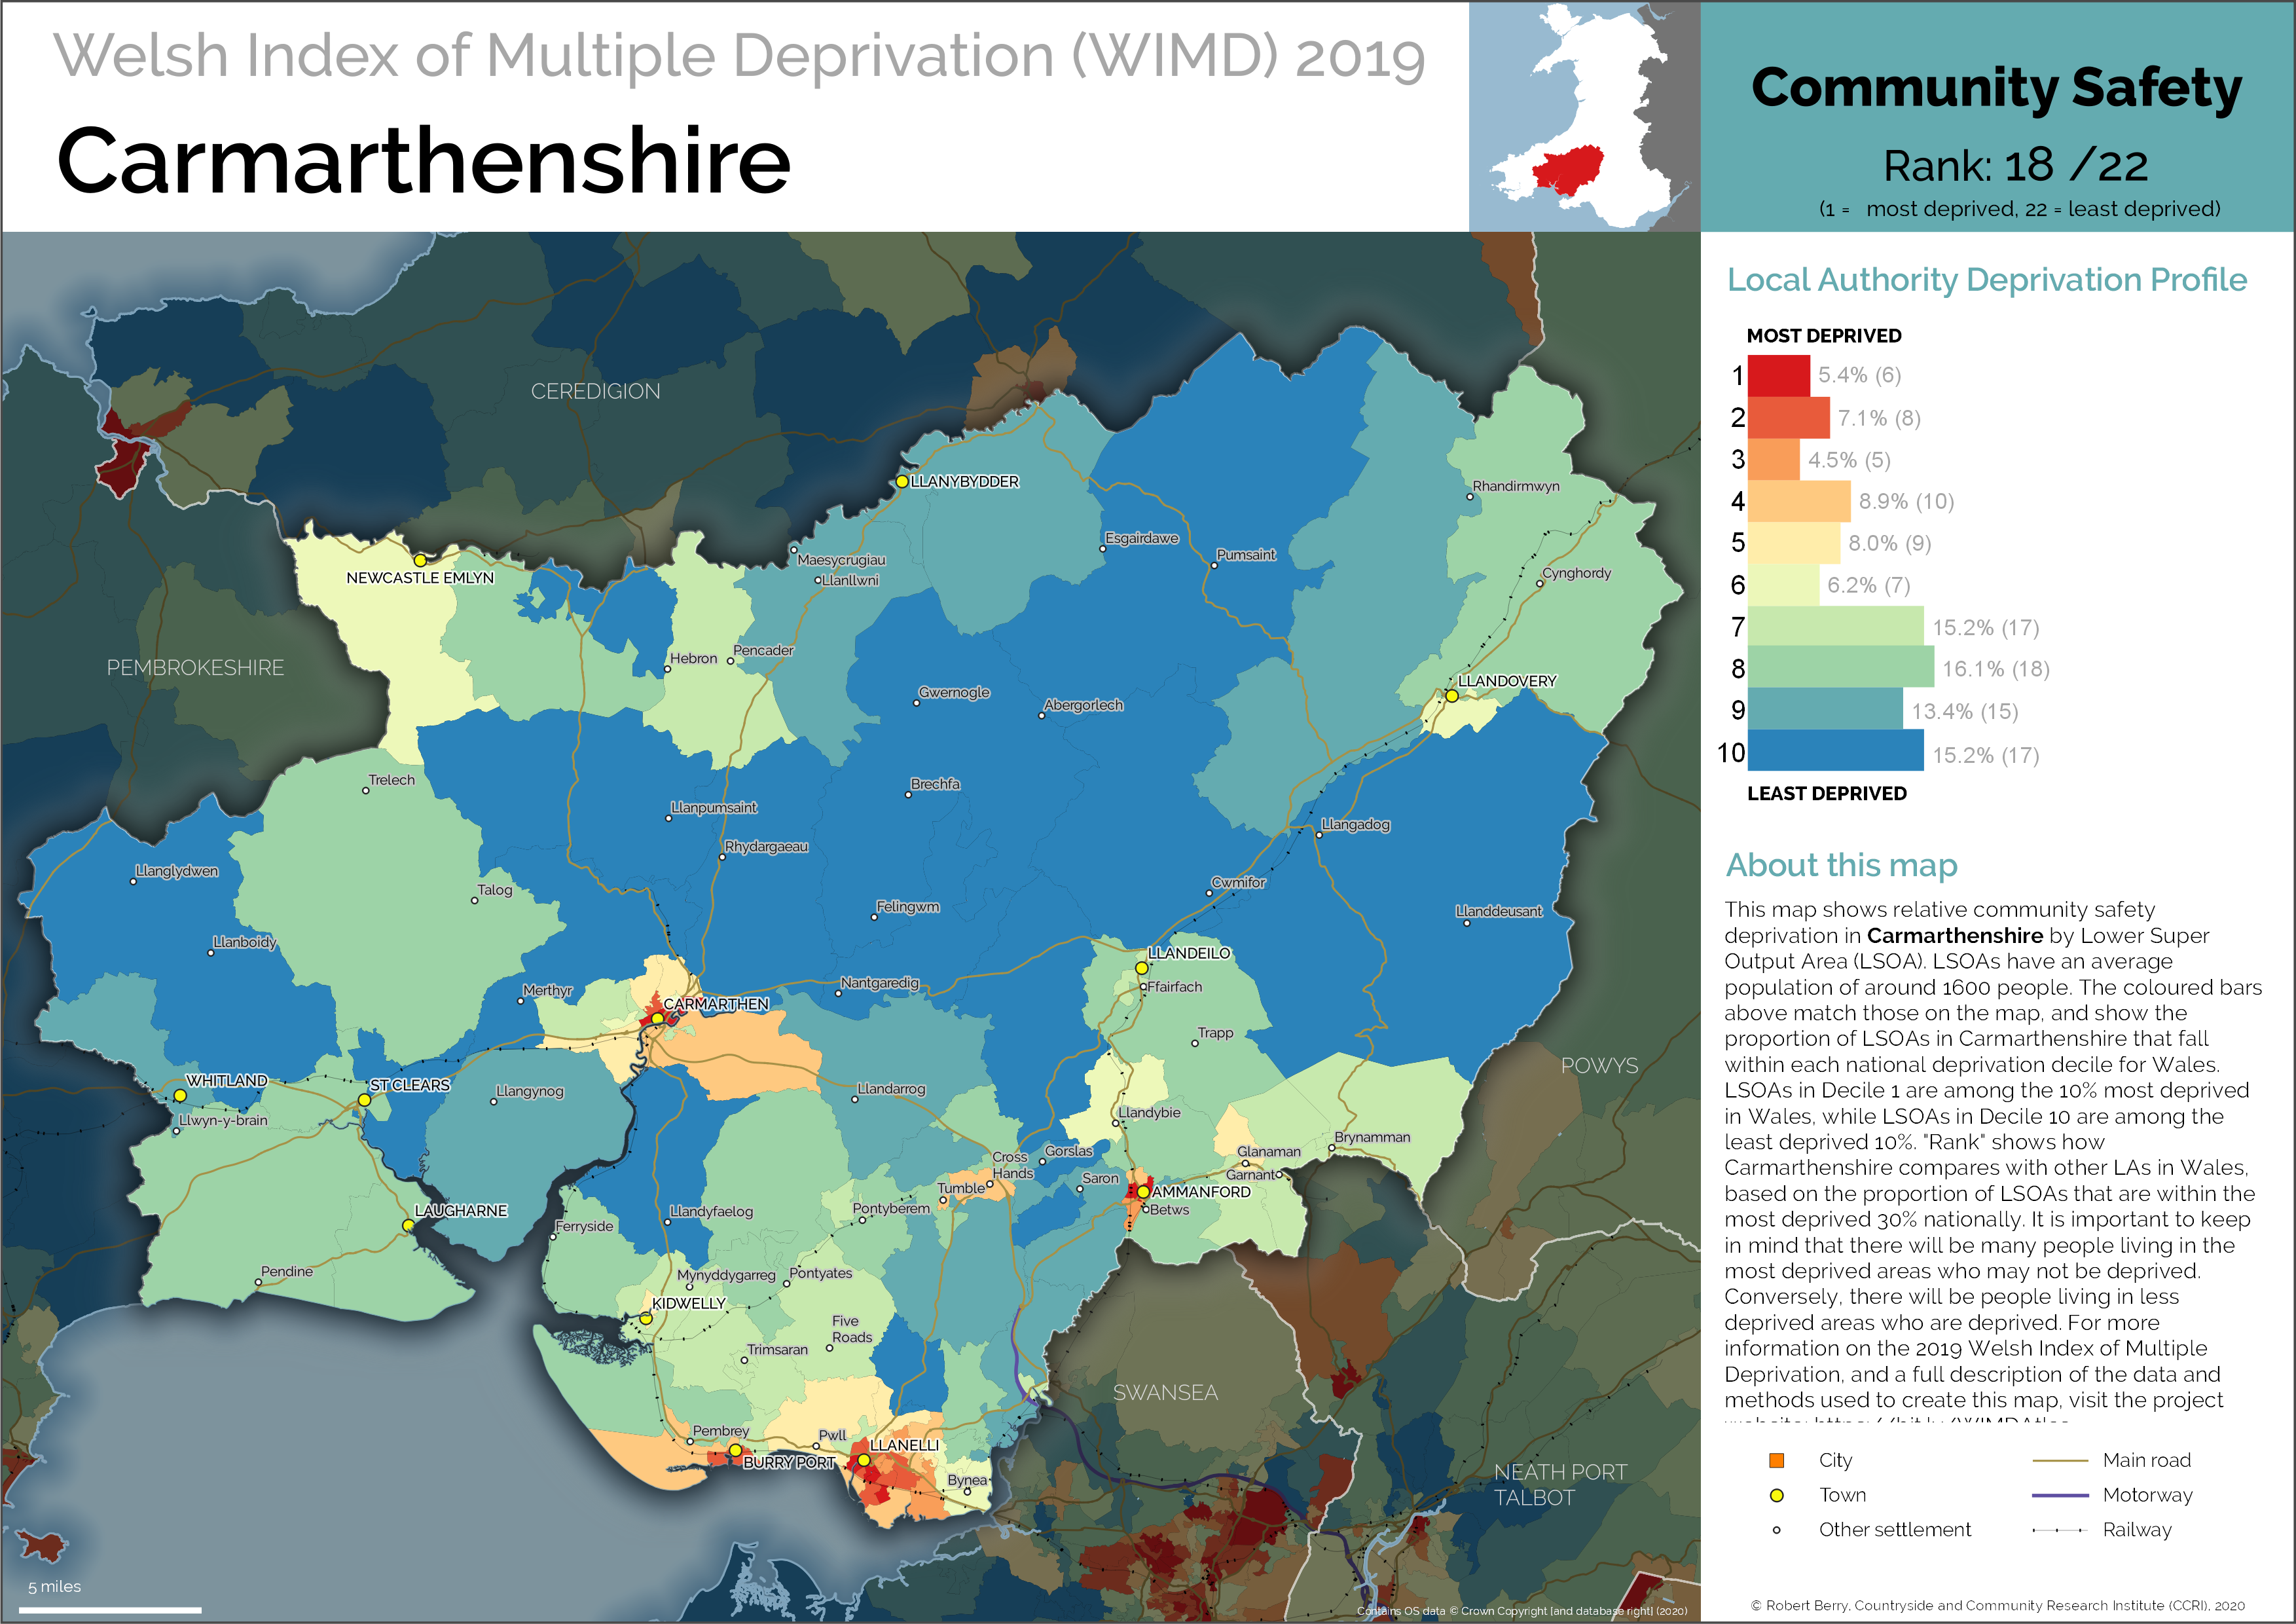 Welsh Index of Multiple Deprivation (WIMD) 2019
Carmarthenshire
Community Safety
Rank: 18 /22
(1 = most deprived, 22 = least deprived)
Local Authority Deprivation Profile
MOST DEPRIVED
1 5.4% (6)
2 7.1% (8)
3 4.5% (5)
4 8.9% (10)
5 8.0% (9)
6 6.2% (7)
7 15.2% (17)
8 16.1% (18)
9 13.4% (15)
10 15.2% (17)
LEAST DEPRIVED
About this map
This map shows relative community safety
deprivation in Carmarthenshire by Lower Super
Output Area (LSOA). LSOAs have an average
population of around 1600 people. The coloured bars
above match those on the map, and show the
proportion of LSOAs in Carmarthenshire that fall
within each national deprivation decile for Wales.
LSOAs in Decile 1 are among the 10% most deprived
in Wales, while LSOAs in Decile 10 are among the
least deprived 10%. "Rank" shows how
Carmarthenshire compares with other LAs in Wales,
based on the proportion of LSOAs that are within the
most deprived 30% nationally. It is important to keep
in mind that there will be many people living in the
most deprived areas who may not be deprived.
Conversely, there will be people living in less
deprived areas who are deprived. For more
information on the 2019 Welsh Index of Multiple
Deprivation, and a full description of the data and
methods used to create this map, visit the project
City
Town
Other settlement
Main road
Motorway
Railway
© Robert Berry, Countryside and Community Research Institute (CCRI), 2020
CEREDIGION
LLANYBYDDER
Rhandirmwyn
Esgairdawe
Pumsaint
Maesycrugiau
Llanllwni
NEWCASTLE EMLYN
Cynghordy
PEMBROKESHIRE
Hebron
Pencader
LLANDOVERY
Gwernogle
Abergorlech
Trelech
Brechfa
Llanpumsaint
Llangadog
Rhydargaeau
Llanglydwen
Talog
Cwmifor
Felingwm
Llanddeusant
Llanboidy
LLANDEILO
Nantgaredig
Ffairfach
Merthyr
CARMARTHEN
Trapp
POWYS
WHITLAND
ST CLEARS
Llangynog
Llandarrog
Llwyn-y-brain
Llandybie
Brynamman
Gorslas
Glanaman
Cross
Hands
Garnant
Saron
Tumble
AMMANFORD
Betws
LAUGHARNE
Llandyfaelog
Pontyberem
Ferryside
Pendine
Mynyddygarreg
Pontyates
KIDWELLY
Five
Roads
Trimsaran
SWANSEA
Pembrey
Pwll
LLANELLI
BURRY PORT
Bynea
NEATH PORT
TALBOT
5 miles
Contains OS data © Crown Copyright [and database right] (2020)